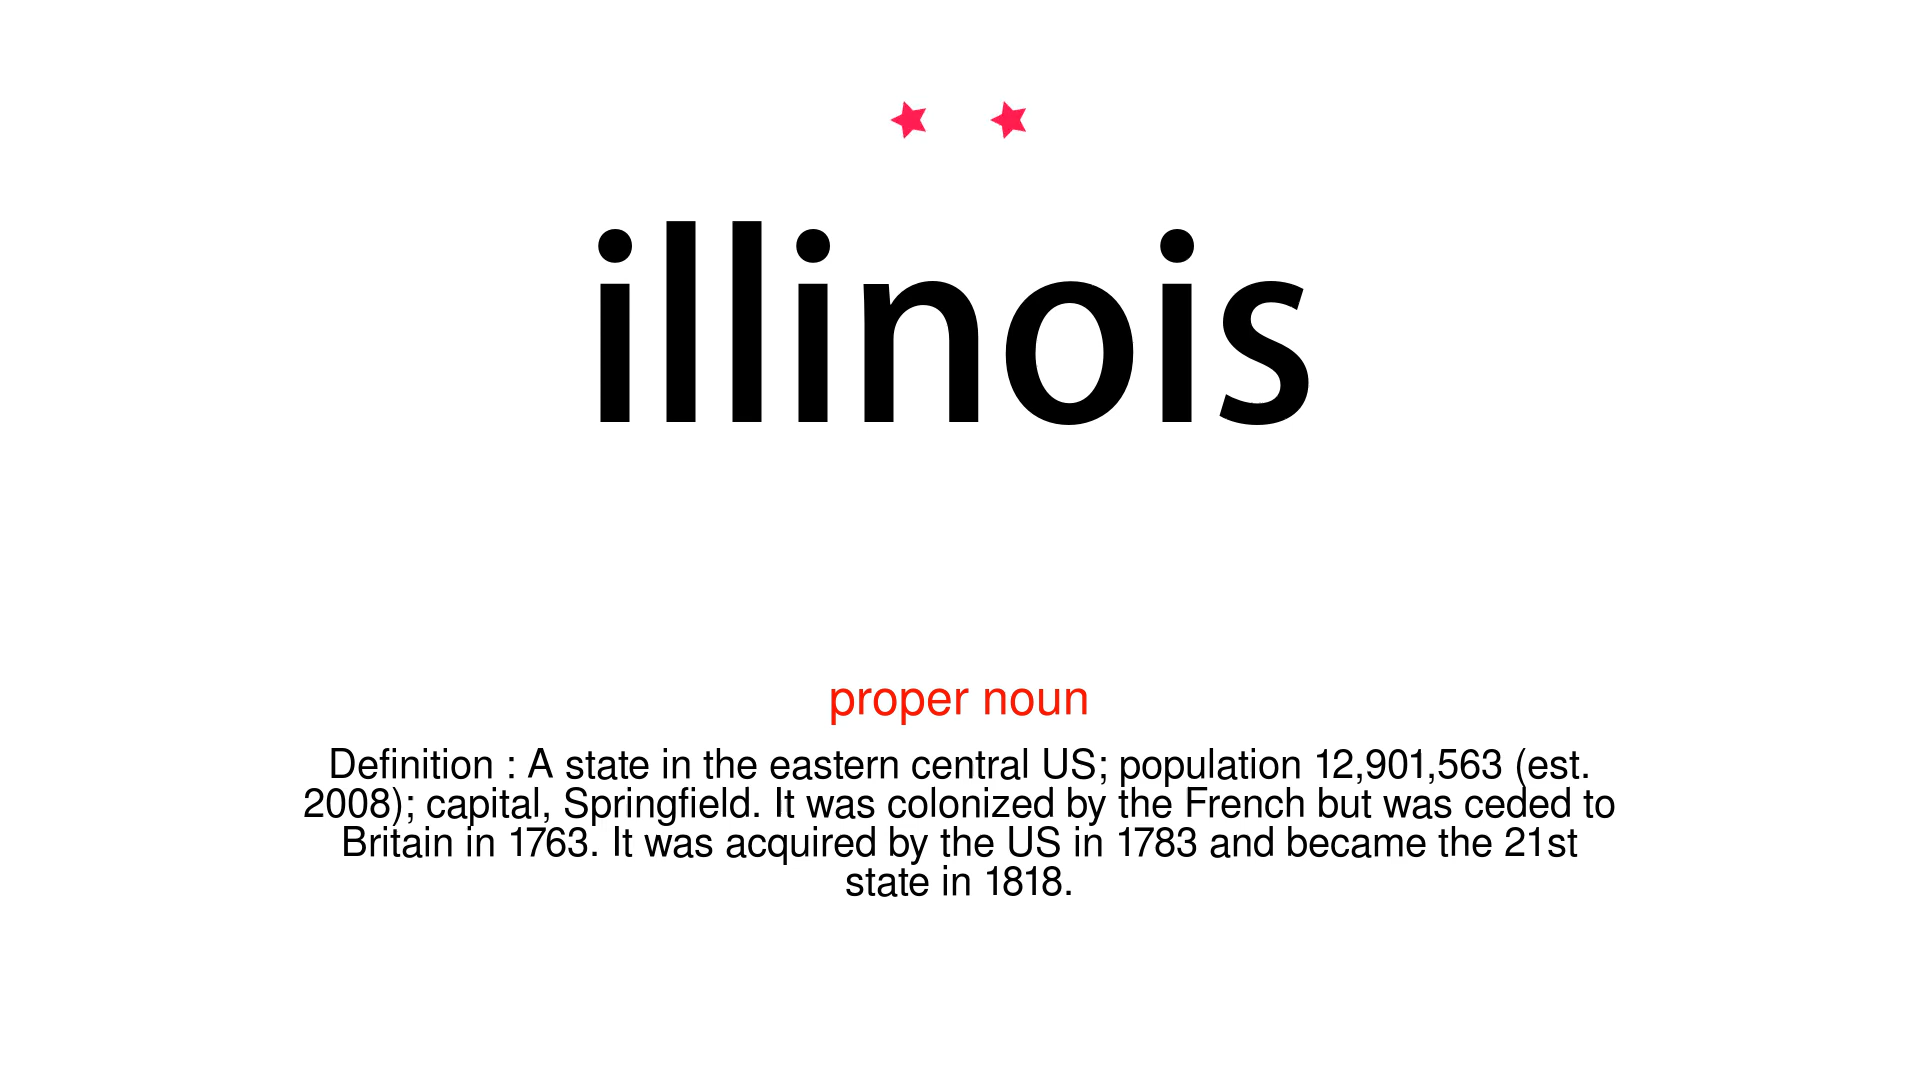 illinois
proper noun
Definition : A state in the eastern central US; population 12,901,563 (est.
2008); capital, Springfield. It was colonized by the French but was ceded to
Britain in 1763. It was acquired by the US in 1783 and became the 21st
state in 1818.